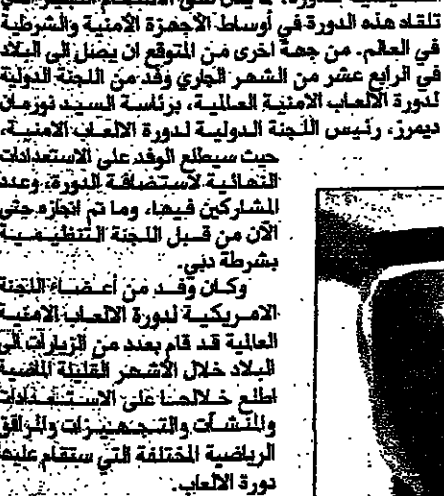 تلقاه هذه الدورة في أوساط الأجهزة الأمنية والشرطية
في العالم. من جهة اخرى من المتوقع ان يصل إلى البلاد
في الرابع عشر من الشهر الجاري وفد من اللجنة الدولية
لدورة الألعاب الامنية العالمية، برئاسة السيد نورمان
ديمرز، رئيس اللجنة الدولية لدورة الالعاب الامنية،
حيث سيطلع الوفد على الاستعدادات
النهائية لاستضافة الدورة، وعدد
المشاركين فيها، وما تم انجازه حتى
الآن من قبل اللجنة التنظيمية
بشرطة دبي.
وكان وفد من أعضاء اللجنة
الامريكية لدورة الالعاب الامنية
العالمية قد قام بعدد من الزيارات الى
البلاد خلال الأشهر القليلة الماضية
اطلع خلالها على الاستعدادات
والمنشآت والتجهيزات والمرافق
الرياضية المختلفة التي ستقام عليها
دورة الالعاب.